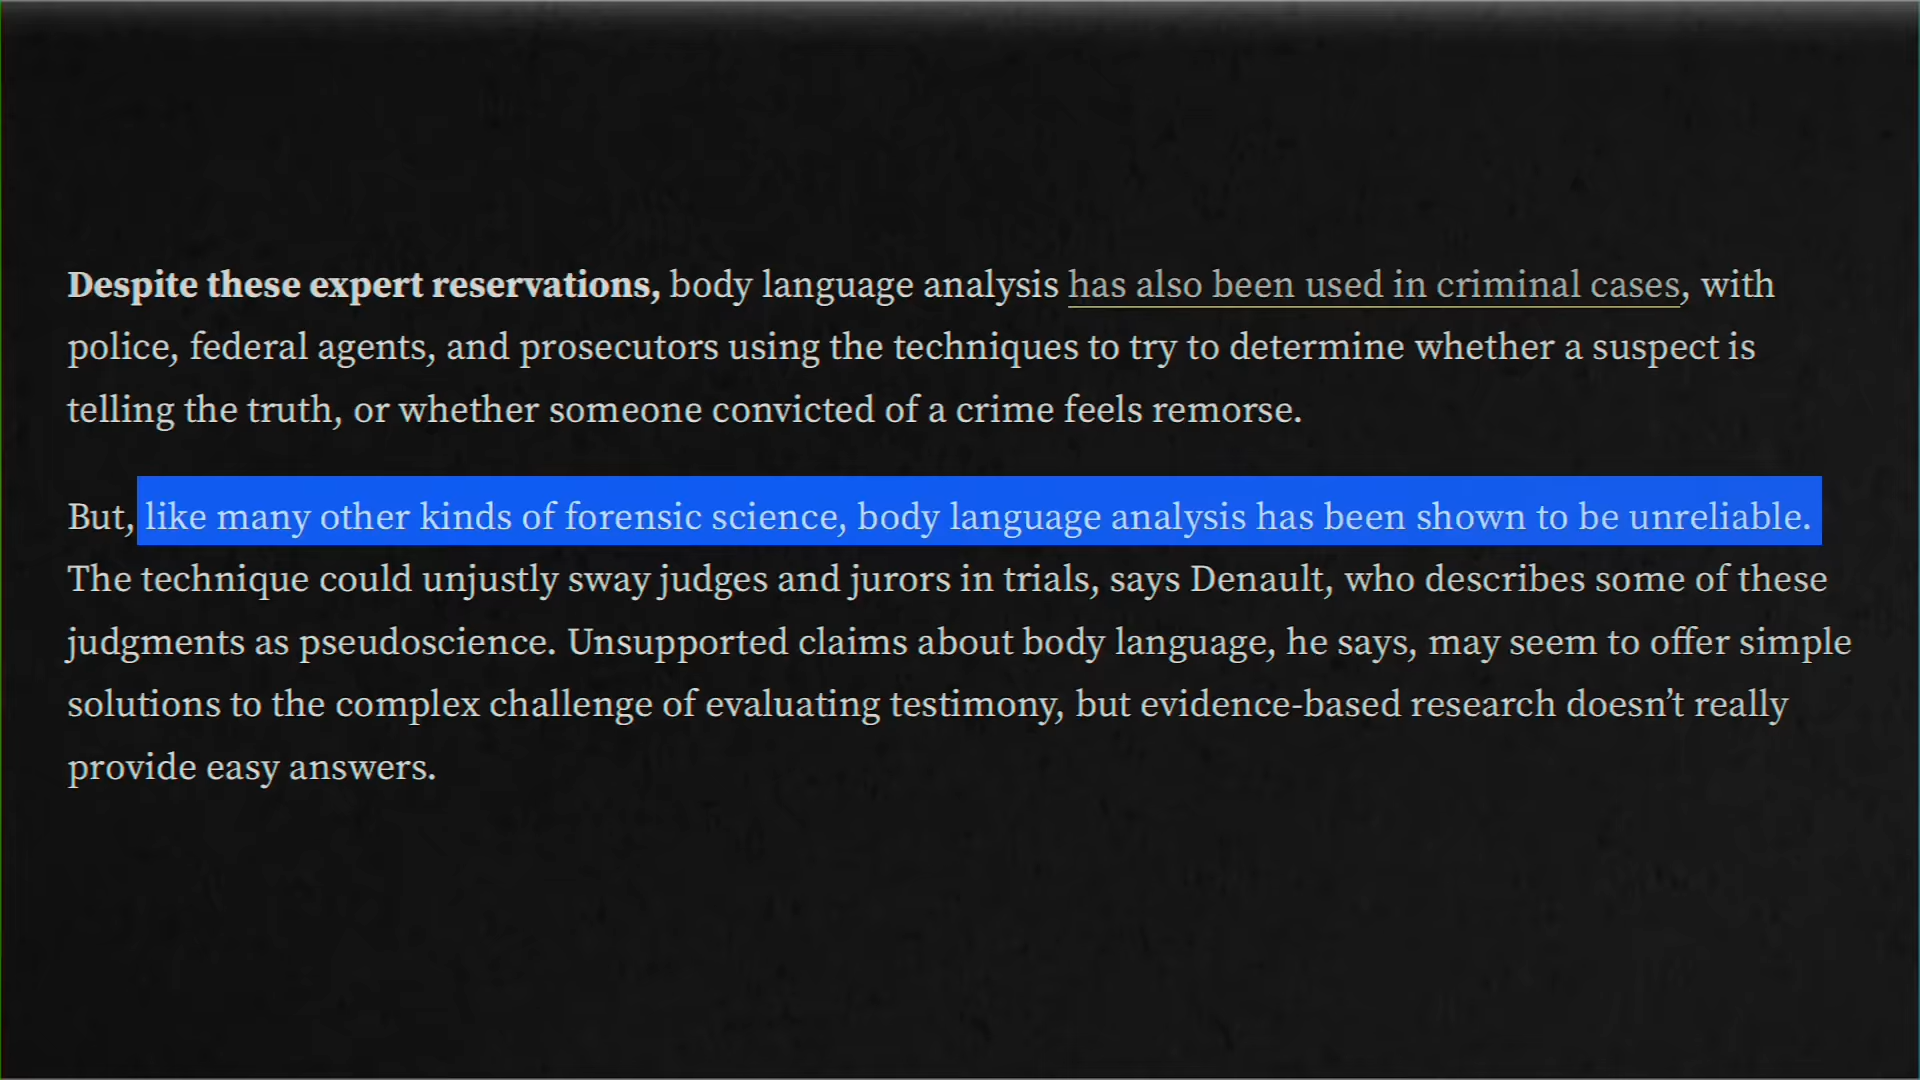 Despite these expert reservations, body language analysis has also been used in criminal cases, with
police, federal agents, and prosecutors using the techniques to try to determine whether a suspect is
telling the truth, or whether someone convicted of a crime feels remorse.
But, like many other kinds of forensic science, body language analysis has been shown to be unreliable.
The technique could unjustly sway judges and jurors in trials, says Denault, who describes some of these
judgments as pseudoscience. Unsupported claims about body language, he says, may seem to offer simple
solutions to the complex challenge of evaluating testimony, but evidence-based research doesn’t really
provide easy answers.